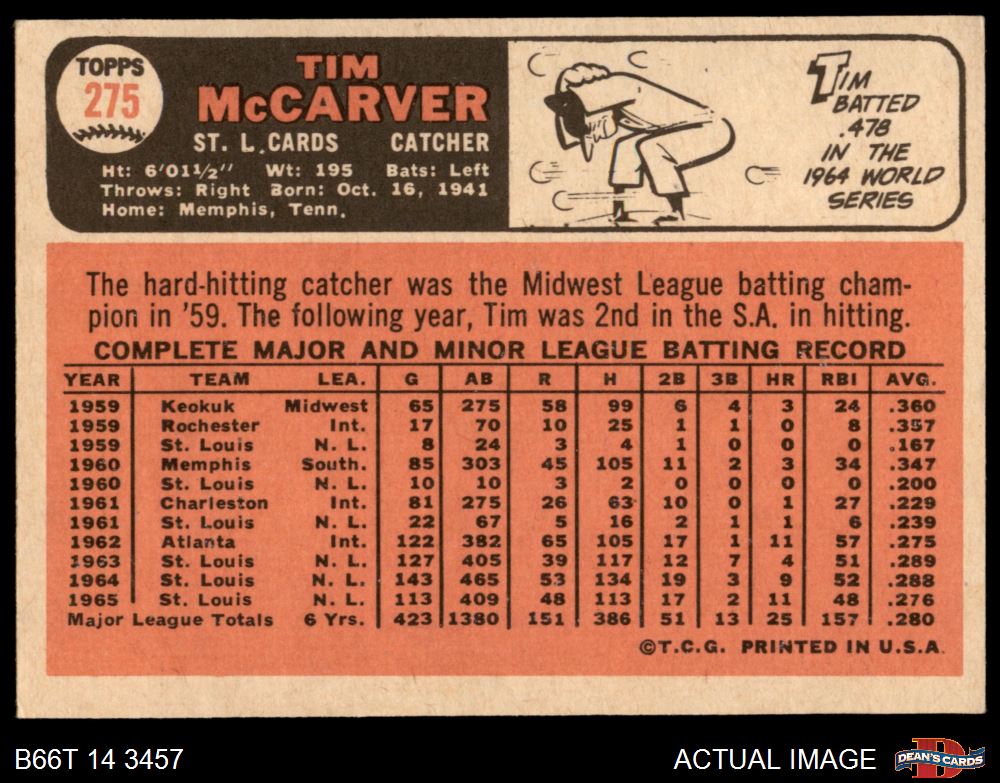 TOPPS
275
TIM
McCARVER
ST. L. CARDS CATCHER
Ht: 6'01½" Wt: 195 Bats: Left
Throws: Right Born: Oct. 16, 1941
Home: Memphis, Tenn.
TIM
BATTED
.478
IN THE
1964 WORLD
SERIES
The hard-hitting catcher was the Midwest League batting cham-
pion in '59. The following year, Tim was 2nd in the S.A. in hitting.
COMPLETE MAJOR AND MINOR LEAGUE BATTING RECORD
YEAR TEAM LEA. G AB R H 2B 3B HR RBI AVG.
1959 Keokuk Midwest 65 275 58 99 6 4 3 24 .360
1959 Rochester Int. 17 70 10 25 1 1 0 8 .357
1959 St. Louis N. L. 8 24 3 4 1 0 0 0 .167
1960 Memphis South. 85 303 45 105 11 2 3 34 .347
1960 St. Louis N. L. 10 10 3 2 0 0 0 0 .200
1961 Charleston Int. 81 275 26 63 10 0 1 27 .229
1961 St. Louis N. L. 22 67 5 16 2 1 1 6 .239
1962 Atlanta Int. 122 382 65 105 17 1 11 57 .275
1963 St. Louis N. L. 127 405 39 117 12 7 4 51 .289
1964 St. Louis N. L. 143 465 53 134 19 3 9 52 .288
1965 St. Louis N. L. 113 409 48 113 17 2 11 48 .276
Major League Totals 6 Yrs. 423 1380 151 386 51 13 25 157 .280
©T.C.G. PRINTED IN U.S.A.
B66T 14 3457 ACTUAL IMAGE
DEAN'S CARDS